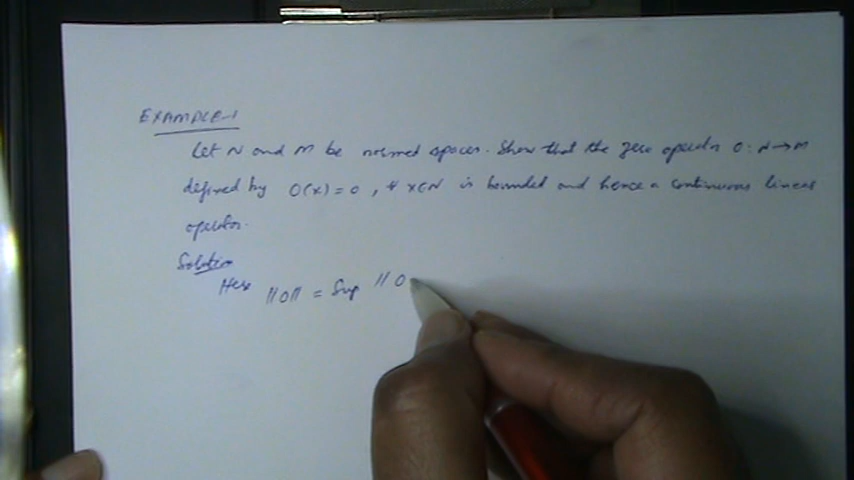 EXAMPLE-1
Let N and M be normed spaces. Show that the zero operator O: N→M
defined by O(x) = 0, ∀ x∈N is bounded and hence a continuous linear
operator.
Solution
Here ||O|| = Sup ||O